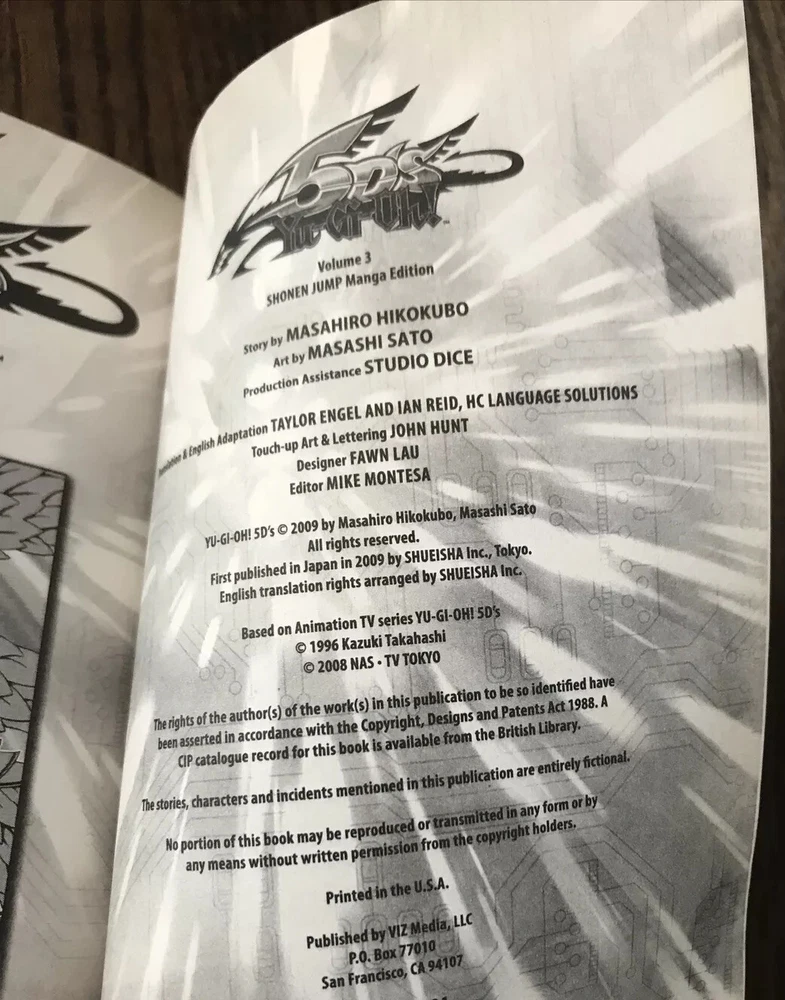 5D's
Yu-Gi-Oh!
Volume 3
SHONEN JUMP Manga Edition
Story by MASAHIRO HIKOKUBO
Art by MASASHI SATO
Production Assistance STUDIO DICE
Translation & English Adaptation TAYLOR ENGEL AND IAN REID, HC LANGUAGE SOLUTIONS
Touch-up Art & Lettering JOHN HUNT
Designer FAWN LAU
Editor MIKE MONTESA
YU-GI-OH! 5D's © 2009 by Masahiro Hikokubo, Masashi Sato
All rights reserved.
First published in Japan in 2009 by SHUEISHA Inc., Tokyo.
English translation rights arranged by SHUEISHA Inc.
Based on Animation TV series YU-GI-OH! 5D's
© 1996 Kazuki Takahashi
© 2008 NAS • TV TOKYO
The rights of the author(s) of the work(s) in this publication to be so identified have
been asserted in accordance with the Copyright, Designs and Patents Act 1988. A
CIP catalogue record for this book is available from the British Library.
The stories, characters and incidents mentioned in this publication are entirely fictional.
No portion of this book may be reproduced or transmitted in any form or by
any means without written permission from the copyright holders.
Printed in the U.S.A.
Published by VIZ Media, LLC
P.O. Box 77010
San Francisco, CA 94107